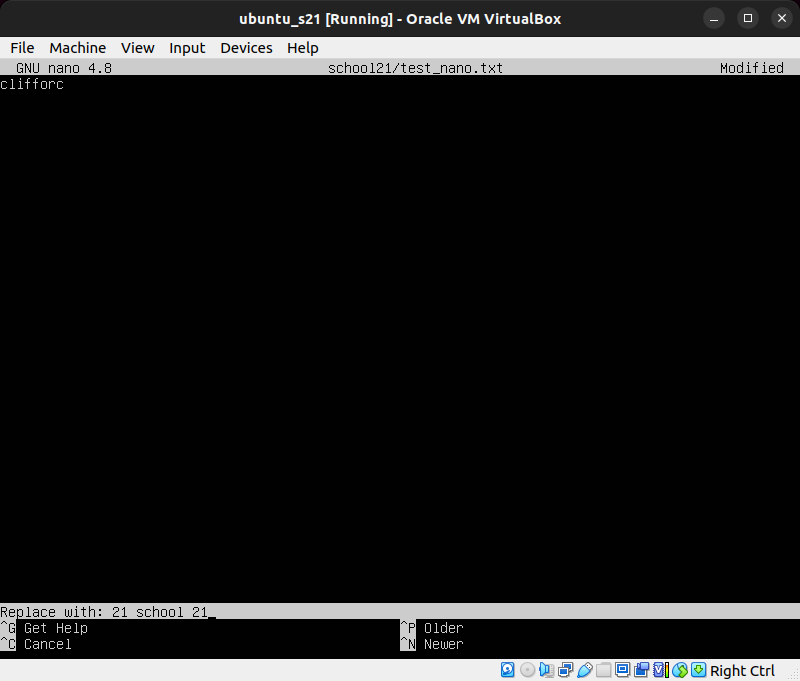 ubuntu_s21 [Running] - Oracle VM VirtualBox
File Machine View Input Devices Help
GNU nano 4.8 school21/test_nano.txt Modified
clifforc
Replace with: 21 school 21_
^G Get Help ^P Older
^C Cancel ^N Newer
Right Ctrl